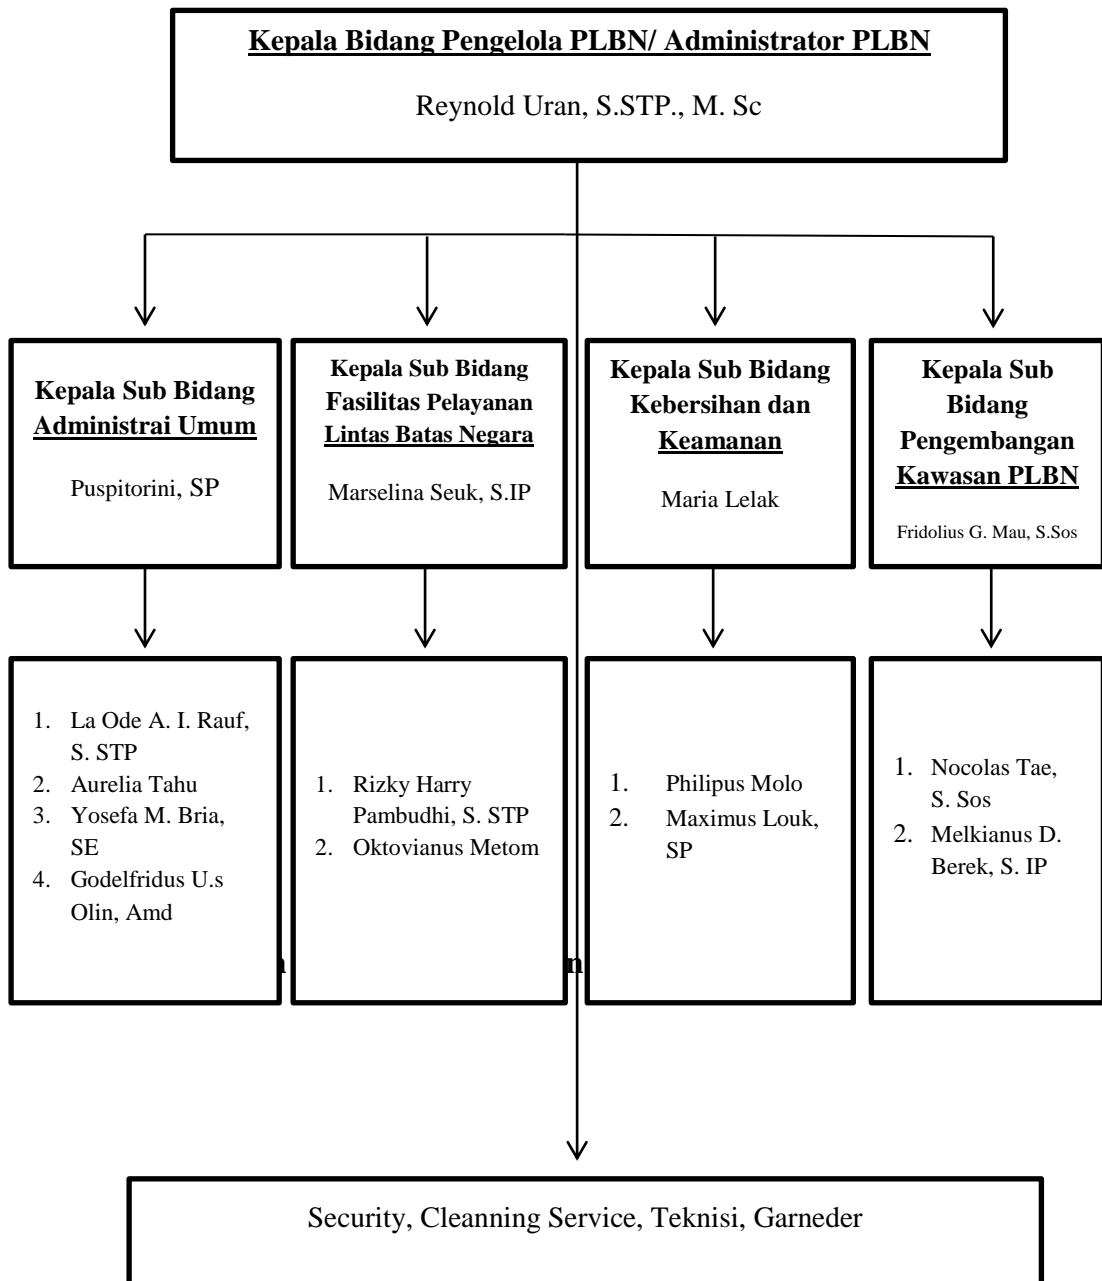 Kepala Bidang Pengelola PLBN/ Administrator PLBN
Reynold Uran, S.STP., M. Sc
Kepala Sub Bidang
Administrai Umum
Puspitorini, SP
Kepala Sub Bidang
Fasilitas Pelayanan
Lintas Batas Negara
Marselina Seuk, S.IP
Kepala Sub Bidang
Kebersihan dan
Keamanan
Maria Lelak
Kepala Sub
Bidang
Pengembangan
Kawasan PLBN
Fridolius G. Mau, S.Sos
1. La Ode A. I. Rauf,
S. STP
2. Aurelia Tahu
3. Yosefa M. Bria,
SE
4. Godelfridus U.s
Olin, Amd
1. Rizky Harry
Pambudhi, S. STP
2. Oktovianus Metom
1. Philipus Molo
2. Maximus Louk,
SP
1. Nocolas Tae,
S. Sos
2. Melkianus D.
Berek, S. IP
Security, Cleanning Service, Teknisi, Garneder